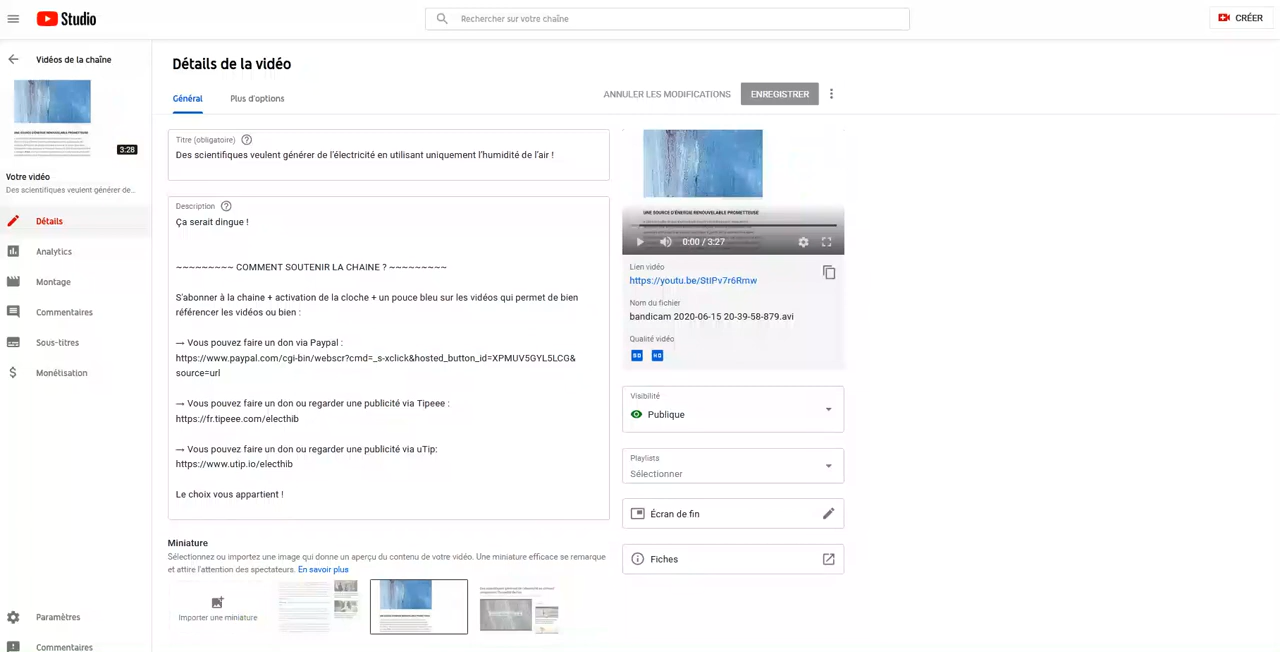 Studio
Rechercher sur votre chaîne
CRÉER
Vidéos de la chaîne
3:28
Votre vidéo
Des scientifiques veulent générer de...
Détails
Analytics
Montage
Commentaires
Sous-titres
Monétisation
Paramètres
Commentaires
Détails de la vidéo
Général
Plus d'options
ANNULER LES MODIFICATIONS
ENREGISTRER
Titre (obligatoire)
Des scientifiques veulent générer de l'électricité en utilisant uniquement l'humidité de l'air !
Description
Ça serait dingue !
~~~~~~~~~ COMMENT SOUTENIR LA CHAINE ? ~~~~~~~~~
S'abonner à la chaine + activation de la cloche + un pouce bleu sur les vidéos qui permet de bien
référencer les vidéos ou bien :
→ Vous pouvez faire un don via Paypal :
https://www.paypal.com/cgi-bin/webscr?cmd=_s-xclick&hosted_button_id=XPMUV5GYL5LCG&
source=url
→ Vous pouvez faire un don ou regarder une publicité via Tipeee :
https://fr.tipeee.com/electhib
→ Vous pouvez faire un don ou regarder une publicité via uTip:
https://www.utip.io/electhib
Le choix vous appartient !
Miniature
Sélectionnez ou importez une image qui donne un aperçu du contenu de votre vidéo. Une miniature efficace se remarque
et attire l'attention des spectateurs. En savoir plus
Importer une miniature
UNE SOURCE D'ÉNERGIE RENOUVELABLE PROMETTEUSE
0:00 / 3:27
Lien vidéo
https://youtu.be/StIPv7r6Rmw
Nom du fichier
bandicam 2020-06-15 20-39-58-879.avi
Qualité vidéo
SD HD
Visibilité
Publique
Playlists
Sélectionner
Écran de fin
Fiches